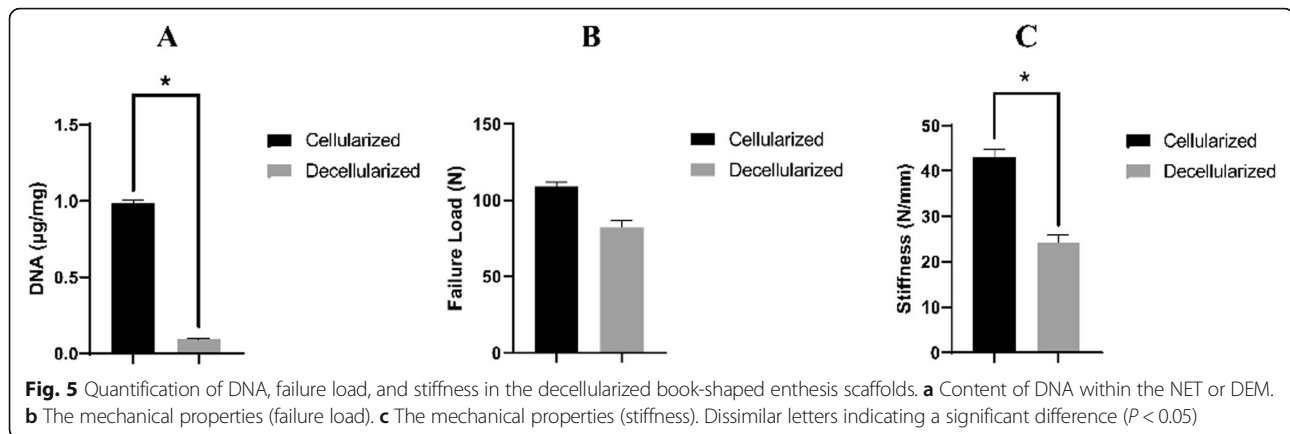 A
B
C
*
*
1.5
1.0
0.5
0.0
DNA (µg/mg)
Cellularized
Decellularized
150
100
50
0
Failure Load (N)
Cellularized
Decellularized
50
40
30
20
10
0
Stiffness (N/mm)
Cellularized
Decellularized
Fig. 5 Quantification of DNA, failure load, and stiffness in the decellularized book-shaped enthesis scaffolds. a Content of DNA within the NET or DEM.
b The mechanical properties (failure load). c The mechanical properties (stiffness). Dissimilar letters indicating a significant difference (P < 0.05)